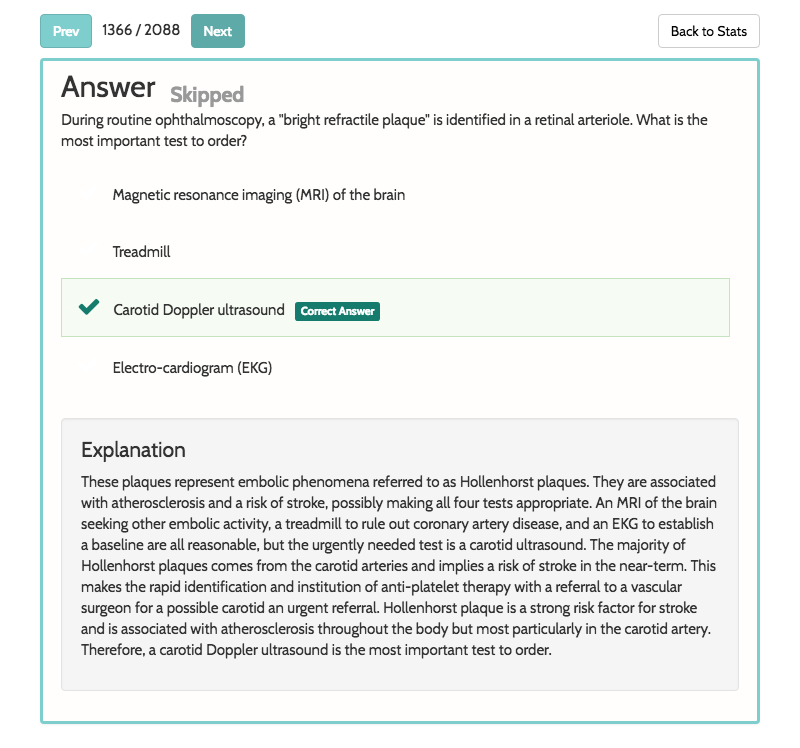 Prev 1366 / 2088 Next Back to Stats
Answer Skipped
During routine ophthalmoscopy, a "bright refractile plaque" is identified in a retinal arteriole. What is the
most important test to order?
Magnetic resonance imaging (MRI) of the brain
Treadmill
Carotid Doppler ultrasound Correct Answer
Electro-cardiogram (EKG)
Explanation
These plaques represent embolic phenomena referred to as Hollenhorst plaques. They are associated
with atherosclerosis and a risk of stroke, possibly making all four tests appropriate. An MRI of the brain
seeking other embolic activity, a treadmill to rule out coronary artery disease, and an EKG to establish
a baseline are all reasonable, but the urgently needed test is a carotid ultrasound. The majority of
Hollenhorst plaques comes from the carotid arteries and implies a risk of stroke in the near-term. This
makes the rapid identification and institution of anti-platelet therapy with a referral to a vascular
surgeon for a possible carotid an urgent referral. Hollenhorst plaque is a strong risk factor for stroke
and is associated with atherosclerosis throughout the body but most particularly in the carotid artery.
Therefore, a carotid Doppler ultrasound is the most important test to order.